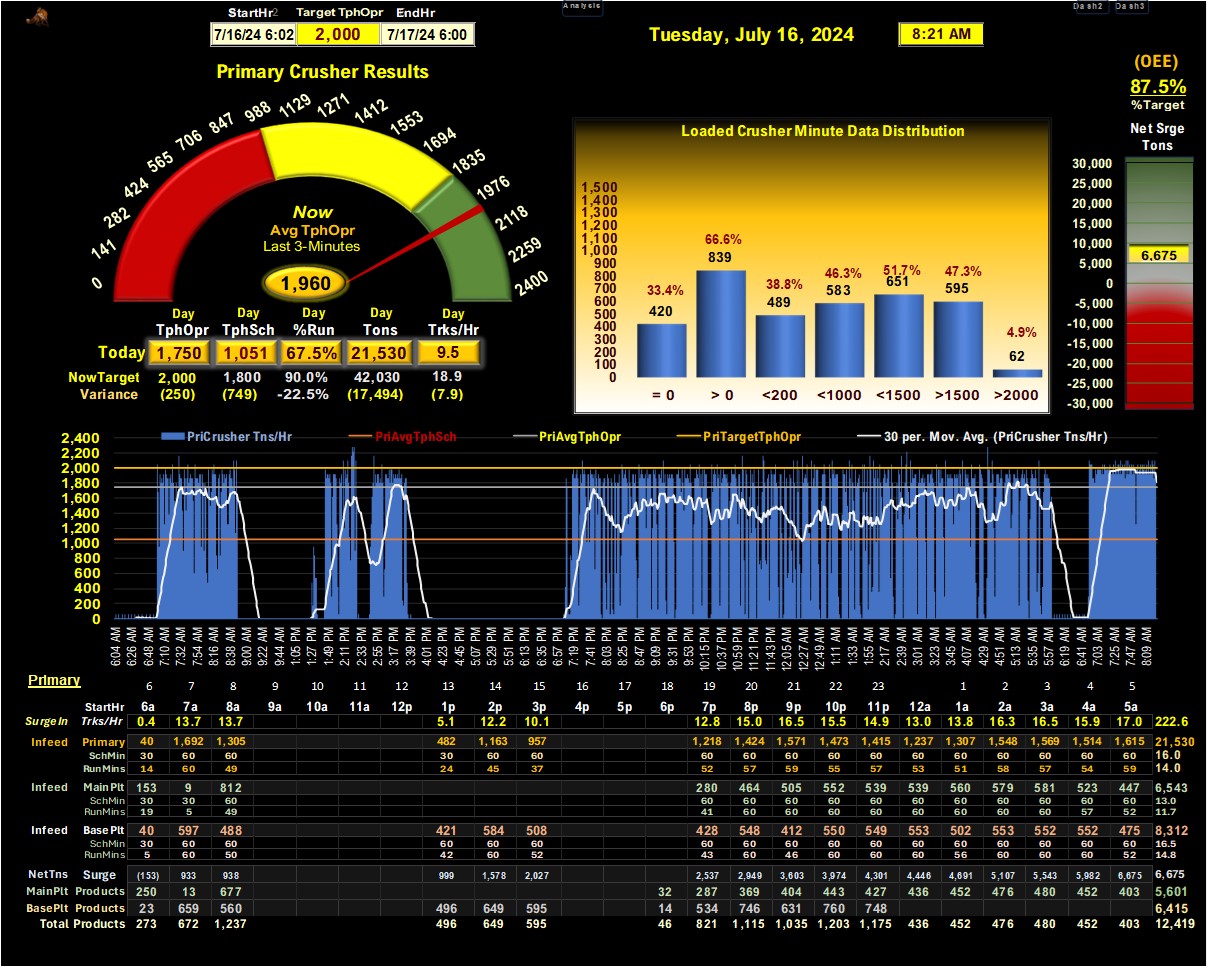 StartHr2 Target TphOpr EndHr
7/16/24 6:02 2,000 7/17/24 6:00
Analysis
Dash2 Dash3
Tuesday, July 16, 2024 8:21 AM
(OEE)
87.5%
%Target
Primary Crusher Results
0 141 282 424 565 706 847 988 1129 1271 1412 1553 1694 1835 1976 2118 2259 2400
Now
Avg TphOpr
Last 3-Minutes
1,960
Day Day Day Day Day
TphOpr TphSch %Run Tons Trks/Hr
Today 1,750 1,051 67.5% 21,530 9.5
NowTarget 2,000 1,800 90.0% 42,030 18.9
Variance (250) (749) -22.5% (17,494) (7.9)
Loaded Crusher Minute Data Distribution
1,500
1,400
1,300
1,200
1,100
1,000
900
800
700
600
500
400
300
200
100
0
33.4% 66.6% 38.8% 46.3% 51.7% 47.3% 4.9%
420 839 489 583 651 595 62
= 0 > 0 <200 <1000 <1500 >1500 >2000
Net Srge
Tons
30,000
25,000
20,000
15,000
10,000
5,000
0
-5,000
-10,000
-15,000
-20,000
-25,000
-30,000
6,675
PriCrusher Tns/Hr PriAvgTphSch PriAvgTphOpr PriTargetTphOpr 30 per. Mov. Avg. (PriCrusher Tns/Hr)
2,400
2,200
2,000
1,800
1,600
1,400
1,200
1,000
800
600
400
200
0
6:04 AM 6:26 AM 6:48 AM 7:10 AM 7:32 AM 7:54 AM 8:16 AM 8:38 AM 9:00 AM 9:22 AM 9:44 AM 1:05 PM 1:27 PM 1:49 PM 2:11 PM 2:33 PM 2:55 PM 3:17 PM 3:39 PM 4:01 PM 4:23 PM 4:45 PM 5:07 PM 5:29 PM 5:51 PM 6:13 PM 6:35 PM 6:57 PM 7:19 PM 7:41 PM 8:03 PM 8:25 PM 8:47 PM 9:09 PM 9:31 PM 9:53 PM 10:15 PM 10:37 PM 10:59 PM 11:21 PM 11:43 PM 12:05 AM 12:27 AM 12:49 AM 1:11 AM 1:33 AM 1:55 AM 2:17 AM 2:39 AM 3:01 AM 3:23 AM 3:45 AM 4:07 AM 4:29 AM 4:51 AM 5:13 AM 5:35 AM 5:57 AM 6:19 AM 6:41 AM 7:03 AM 7:25 AM 7:47 AM 8:09 AM
Primary
6 7 8 9 10 11 12 13 14 15 16 17 18 19 20 21 22 23 1 2 3 4 5
StartHr 6a 7a 8a 9a 10a 11a 12p 1p 2p 3p 4p 5p 6p 7p 8p 9p 10p 11p 12a 1a 2a 3a 4a 5a
SurgeIn Trks/Hr 0.4 13.7 13.7 5.1 12.2 10.1 12.8 15.0 16.5 15.5 14.9 13.0 13.8 16.3 16.5 15.9 17.0 222.6
Infeed Primary 40 1,692 1,305 482 1,163 957 1,218 1,424 1,571 1,473 1,415 1,237 1,307 1,548 1,569 1,514 1,615 21,530
SchMin 30 60 60 30 60 60 60 60 60 60 60 60 60 60 60 60 60 16.0
RunMins 14 60 49 24 45 37 52 57 59 55 57 53 51 58 57 54 59 14.0
Infeed Main Plt 153 9 812 280 464 505 552 539 539 560 579 581 523 447 6,543
SchMin 30 30 60 60 60 60 60 60 60 60 60 60 60 60 13.0
RunMins 19 5 49 41 60 60 60 60 60 60 60 60 57 52 11.7
Infeed Base Plt 40 597 488 421 584 508 428 548 412 550 549 553 502 553 552 552 475 8,312
SchMin 30 60 60 60 60 60 60 60 60 60 60 60 60 60 60 60 60 16.5
RunMins 5 60 50 42 60 52 43 60 46 60 60 60 56 60 60 60 52 14.8
NetTns Surge (153) 933 938 999 1,578 2,027 2,537 2,949 3,603 3,974 4,301 4,446 4,691 5,107 5,543 5,982 6,675 6,675
MainPlt Products 250 13 677 32 287 369 404 443 427 436 452 476 480 452 403 5,601
BasePlt Products 23 659 560 496 649 595 14 534 746 631 760 748 6,415
Total Products 273 672 1,237 496 649 595 46 821 1,115 1,035 1,203 1,175 436 452 476 480 452 403 12,419